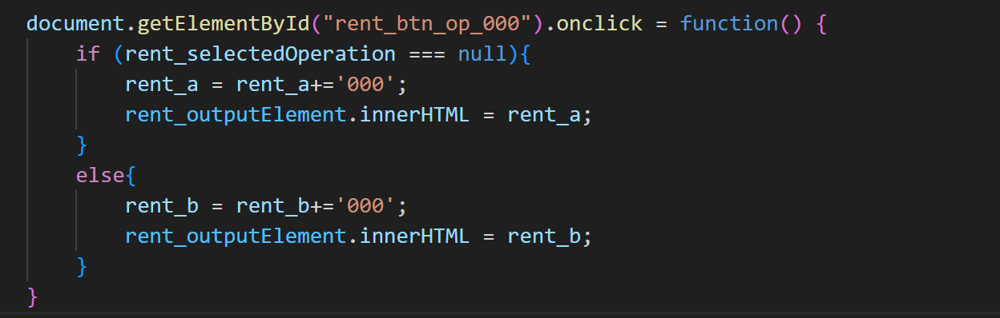 document.getElementById("rent_btn_op_000").onclick = function() {
    if (rent_selectedOperation === null){
        rent_a = rent_a+='000';
        rent_outputElement.innerHTML = rent_a;
    }
    else{
        rent_b = rent_b+='000';
        rent_outputElement.innerHTML = rent_b;
    }
}